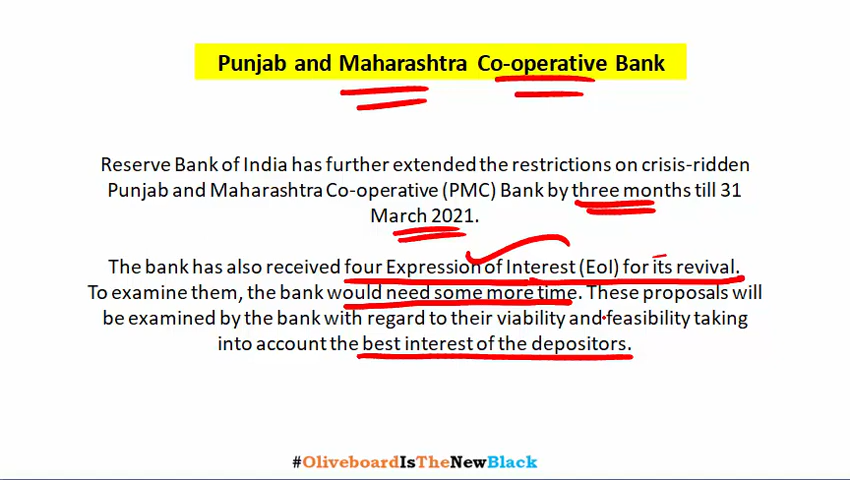 Punjab and Maharashtra Co-operative Bank
Reserve Bank of India has further extended the restrictions on crisis-ridden
Punjab and Maharashtra Co-operative (PMC) Bank by three months till 31
March 2021.
The bank has also received four Expression of Interest (EoI) for its revival.
To examine them, the bank would need some more time. These proposals will
be examined by the bank with regard to their viability and feasibility taking
into account the best interest of the depositors.
#OliveboardIsTheNewBlack